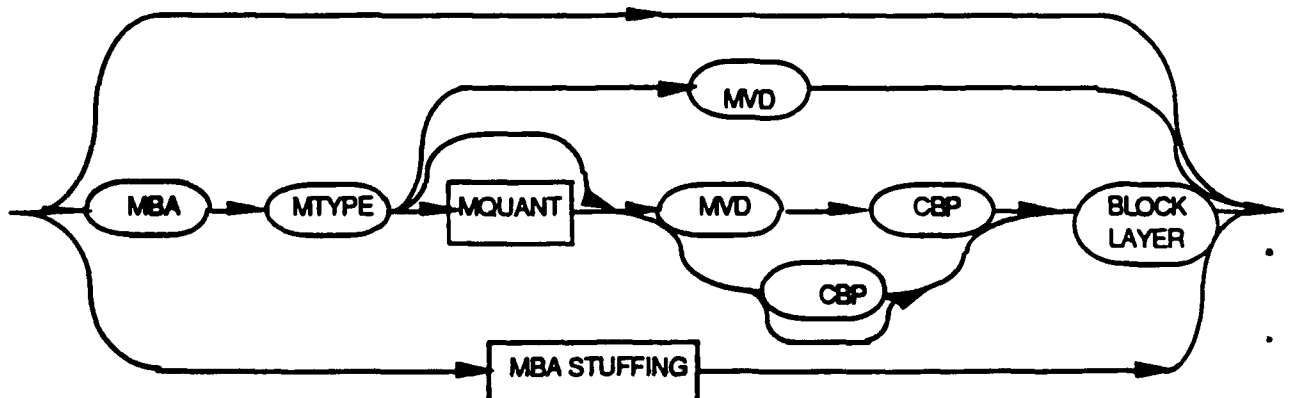 MVD
MBA
MTYPE
MQUANT
MVD
CBP
BLOCK
LAYER
CBP
MBA STUFFING